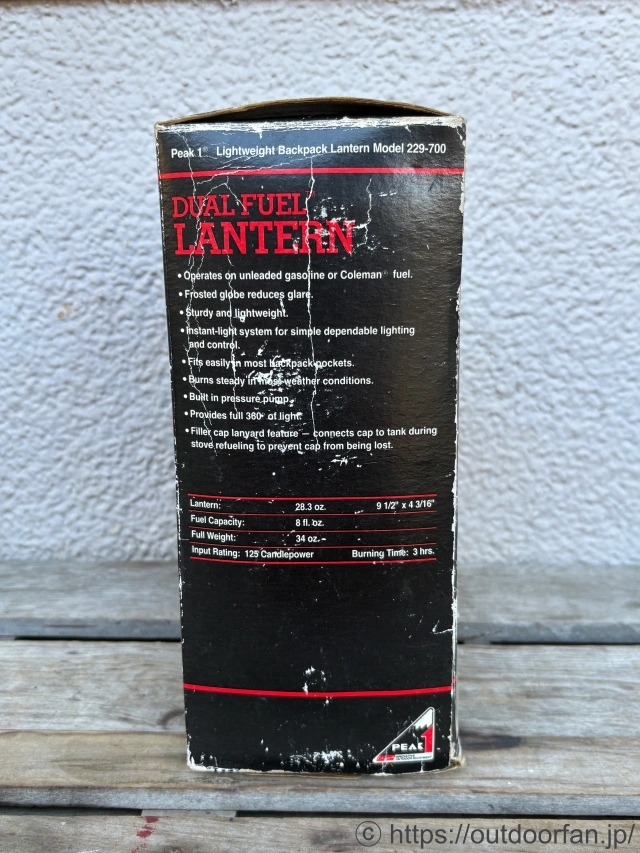 Peak 1® Lightweight Backpack Lantern Model 229-700
DUAL FUEL™
LANTERN
• Operates on unleaded gasoline or Coleman® fuel.
• Frosted globe reduces glare.
• Sturdy and lightweight.
• Instant-light system for simple dependable lighting
and control.
• Fits easily in most backpack pockets.
• Burns steady in most weather conditions.
• Built in pressure pump.
• Provides full 360° of light.
• Filler cap lanyard feature — connects cap to tank during
stove refueling to prevent cap from being lost.
Lantern: 28.3 oz. 9 1/2" x 4 3/16"
Fuel Capacity: 8 fl. oz.
Full Weight: 34 oz.
Input Rating: 125 Candlepower Burning Time: 3 hrs.
PEAK 1
© https://outdoorfan.jp/